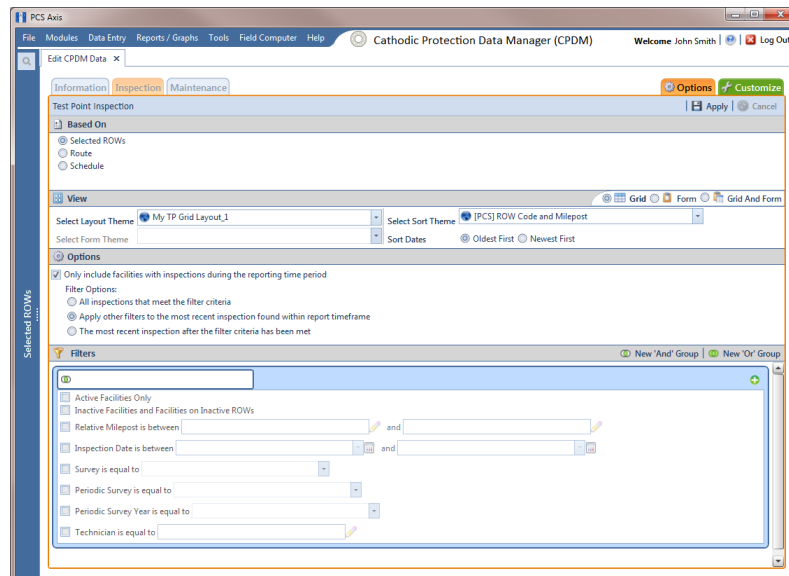 PCS Axis
File Modules Data Entry Reports / Graphs Tools Field Computer Help Cathodic Protection Data Manager (CPDM) Welcome John Smith | | Log Out
Edit CPDM Data
Information Inspection Maintenance Options Customize
Test Point Inspection | Apply | Cancel
Based On
Selected ROWs
Route
Schedule
View Grid Form Grid And Form
Select Layout Theme My TP Grid Layout_1 Select Sort Theme [PCS] ROW Code and Milepost
Select Form Theme Sort Dates Oldest First Newest First
Options
Only include facilities with inspections during the reporting time period
Filter Options:
All inspections that meet the filter criteria
Apply other filters to the most recent inspection found within report timeframe
The most recent inspection after the filter criteria has been met
Selected ROWs
Filters New 'And' Group | New 'Or' Group
Active Facilities Only
Inactive Facilities and Facilities on Inactive ROWs
Relative Milepost is between and
Inspection Date is between and
Survey is equal to
Periodic Survey is equal to
Periodic Survey Year is equal to
Technician is equal to